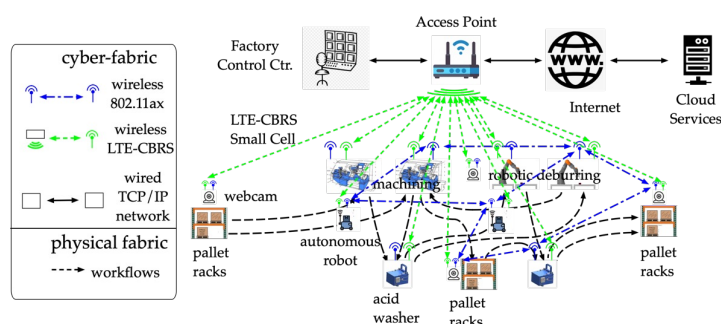 cyber-fabric
wireless
802.11ax
wireless
LTE-CBRS
wired
TCP/IP
network
physical fabric
workflows
Access Point
Factory
Control Ctr.
WWW.
Internet
Cloud
Services
LTE-CBRS
Small Cell
machining
robotic deburring
webcam
autonomous
robot
pallet
racks
acid
washer
pallet
racks
pallet
racks